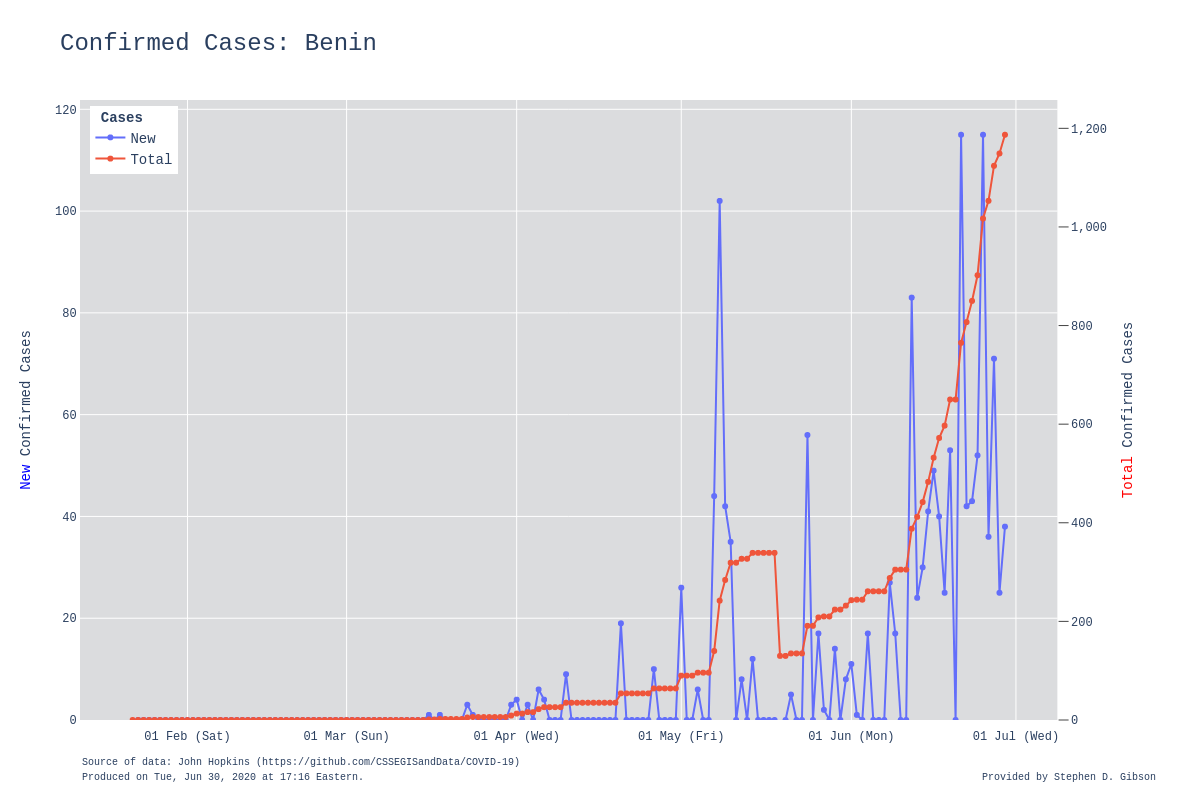 Confirmed Cases: Benin
Cases
New
Total
120
100
80
60
40
20
0
1,200
1,000
800
600
400
200
0
New Confirmed Cases
Total Confirmed Cases
01 Feb (Sat)
01 Mar (Sun)
01 Apr (Wed)
01 May (Fri)
01 Jun (Mon)
01 Jul (Wed)
Source of data: John Hopkins (https://github.com/CSSEGISandData/COVID-19)
Produced on Tue, Jun 30, 2020 at 17:16 Eastern.
Provided by Stephen D. Gibson